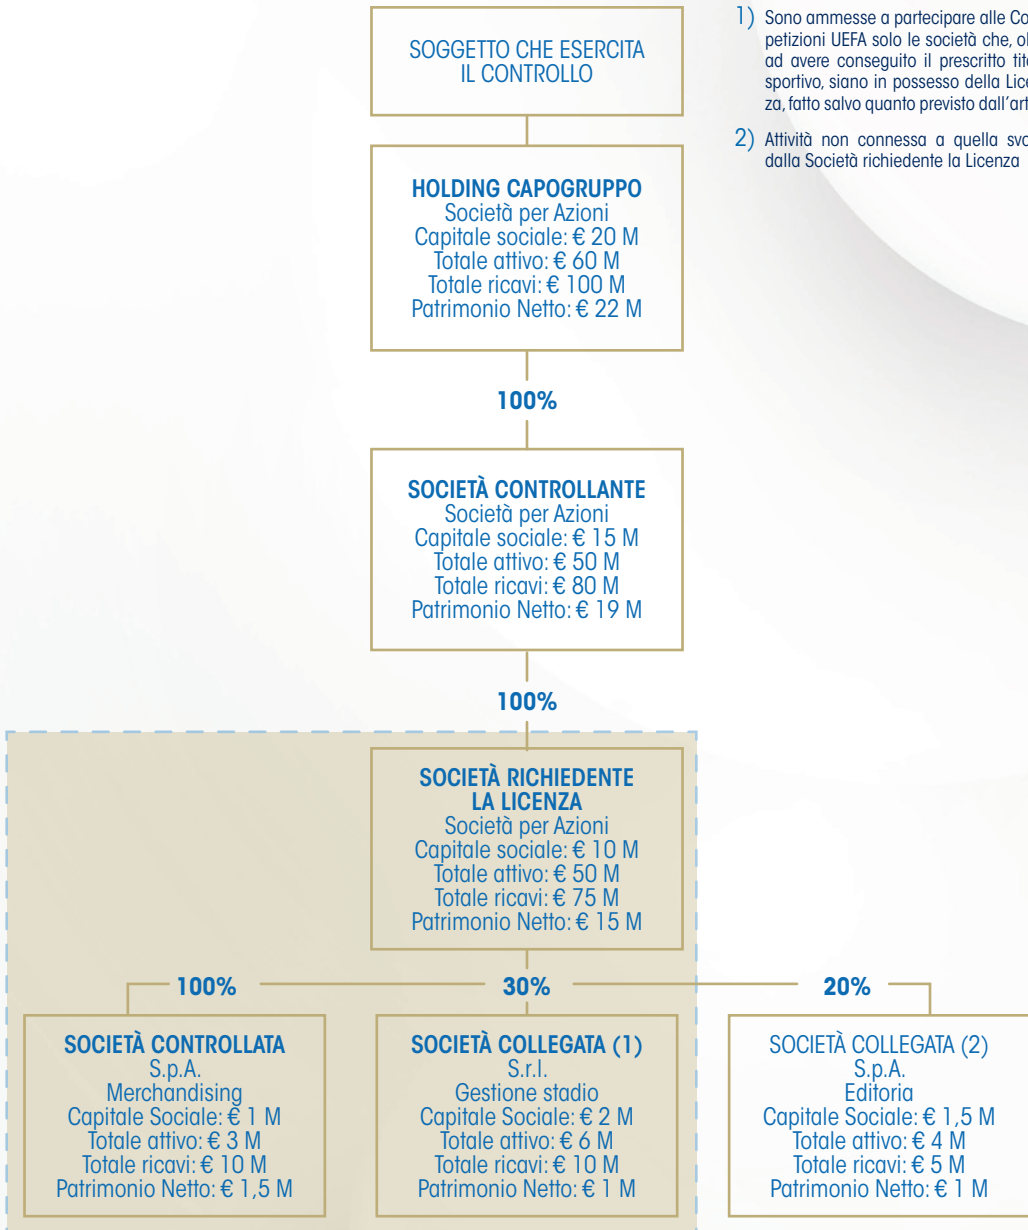 SOGGETTO CHE ESERCITA
IL CONTROLLO
1) Sono ammesse a partecipare alle
petizioni UEFA solo le società che,
ad avere conseguito il prescritto
sportivo, siano in possesso della
za, fatto salvo quanto previsto
2) Attività non connessa a quella
dalla Società richiedente la Licenza
HOLDING CAPOGRUPPO
Società per Azioni
Capitale sociale: € 20 M
Totale attivo: € 60 M
Totale ricavi: € 100 M
Patrimonio Netto: € 22 M
100%
SOCIETÀ CONTROLLANTE
Società per Azioni
Capitale sociale: € 15 M
Totale attivo: € 50 M
Totale ricavi: € 80 M
Patrimonio Netto: € 19 M
100%
SOCIETÀ RICHIEDENTE
LA LICENZA
Società per Azioni
Capitale sociale: € 10 M
Totale attivo: € 50 M
Totale ricavi: € 75 M
Patrimonio Netto: € 15 M
100%
30%
20%
SOCIETÀ CONTROLLATA
S.p.A.
Merchandising
Capitale Sociale: € 1 M
Totale attivo: € 3 M
Totale ricavi: € 10 M
Patrimonio Netto: € 1,5 M
SOCIETÀ COLLEGATA (1)
S.r.l.
Gestione stadio
Capitale Sociale: € 2 M
Totale attivo: € 6 M
Totale ricavi: € 10 M
Patrimonio Netto: € 1 M
SOCIETÀ COLLEGATA (2)
S.p.A.
Editoria
Capitale Sociale: € 1,5 M
Totale attivo: € 4 M
Totale ricavi: € 5 M
Patrimonio Netto: € 1 M